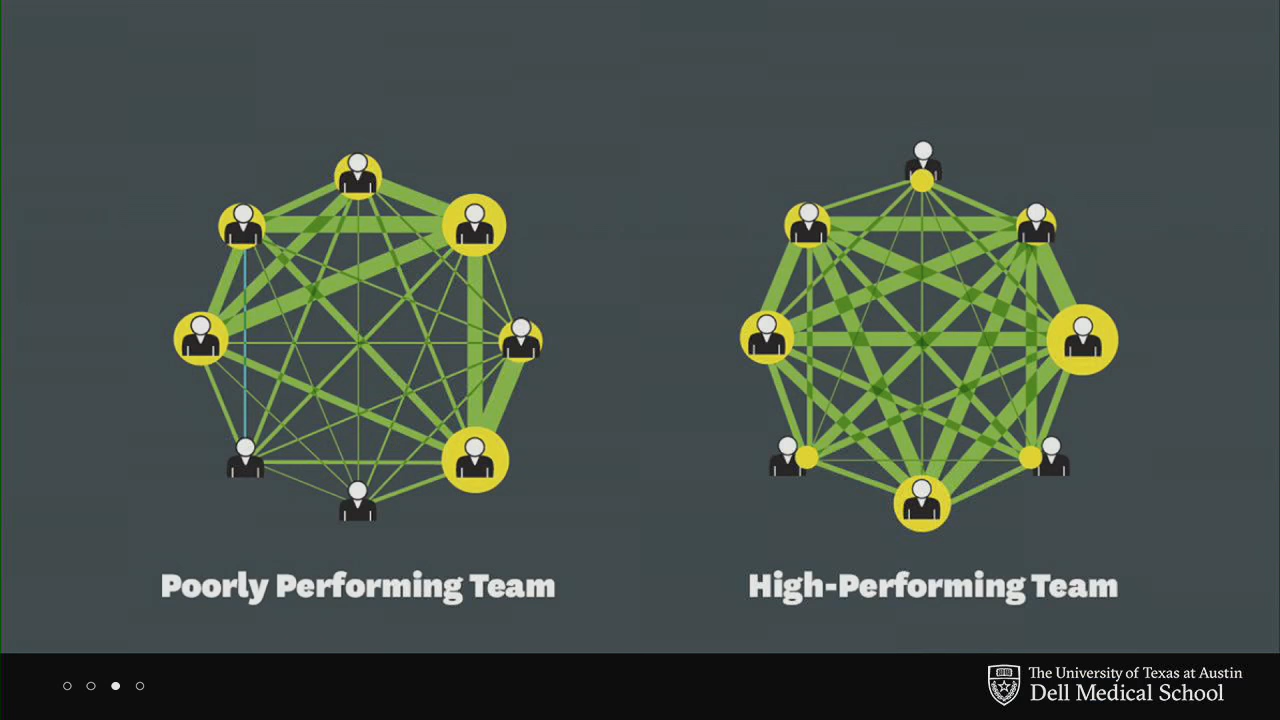 Poorly Performing Team
High-Performing Team
The University of Texas at Austin
Dell Medical School